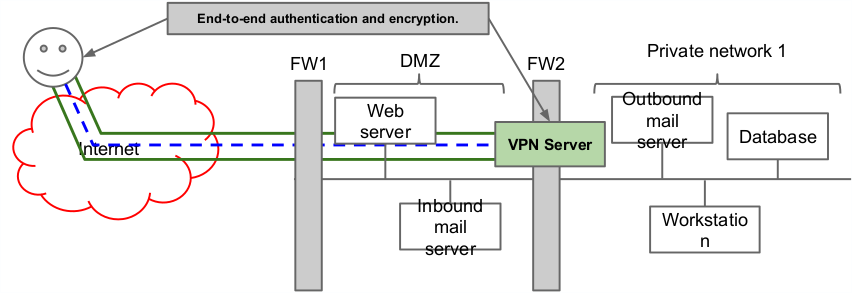 End-to-end authentication and encryption.
FW1
DMZ
FW2
Private network 1
Web
server
Outbound
mail
server
Database
VPN Server
Internet
Inbound
mail
server
Workstatio
n